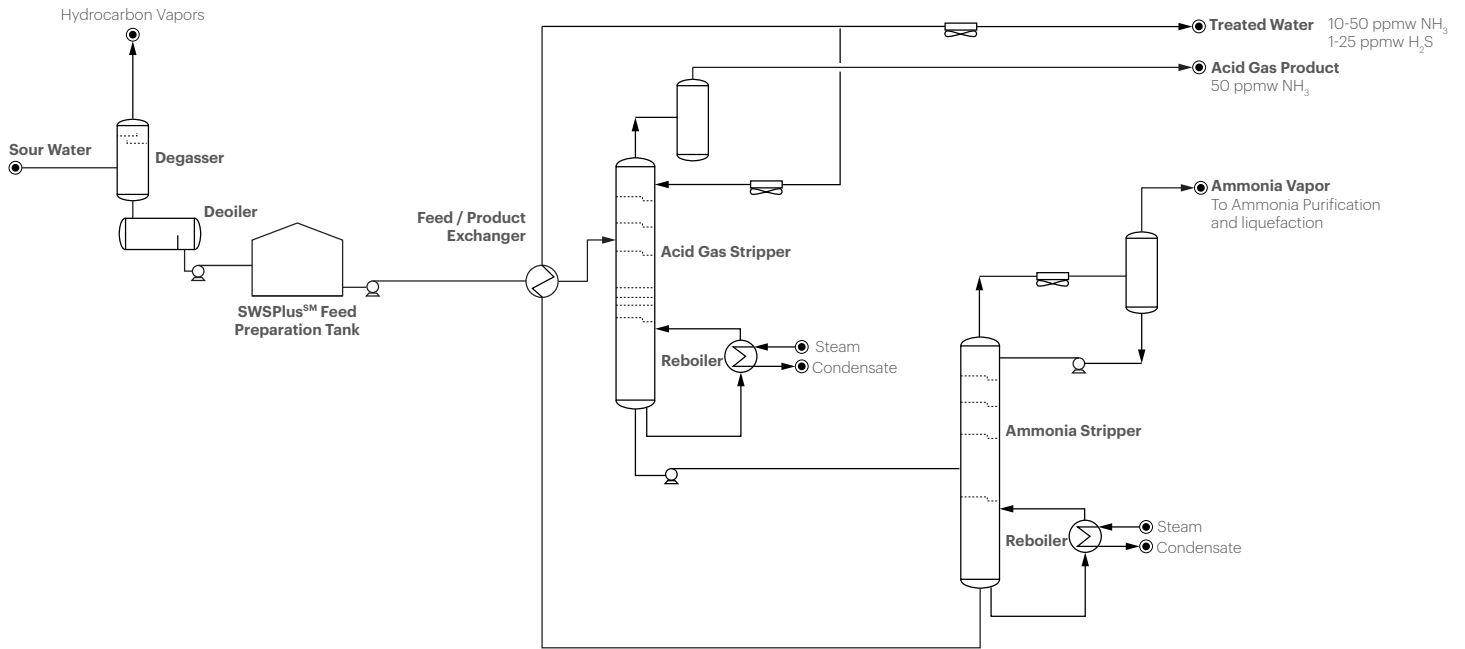 Hydrocarbon Vapors
Sour Water
Degasser
Deoiler
SWSPlus℠ Feed
Preparation Tank
Feed / Product
Exchanger
Acid Gas Stripper
Reboiler
Steam
Condensate
Treated Water
10-50 ppmw NH₃
1-25 ppmw H₂S
Acid Gas Product
50 ppmw NH₃
Ammonia Vapor
To Ammonia Purification
and liquefaction
Ammonia Stripper
Reboiler
Steam
Condensate